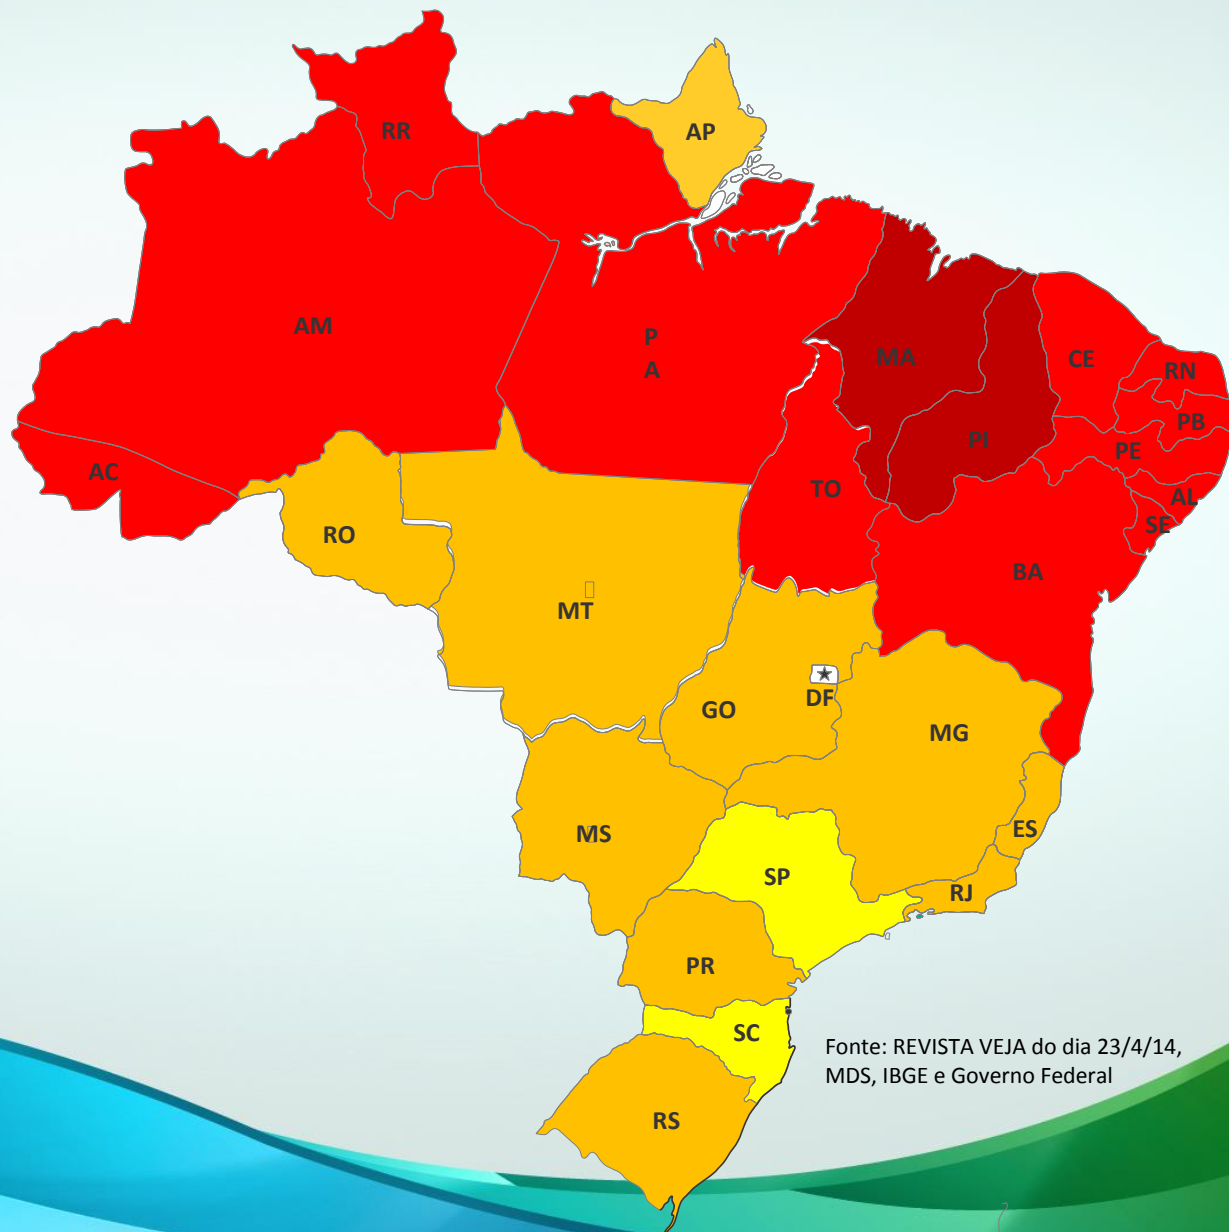 RR
AP
AM
P
A
MA
CE
RN
PB
PI
PE
AC
TO
AL
SE
RO
BA
MT
DF
GO
MG
MS
ES
SP
RJ
PR
SC
Fonte: REVISTA VEJA do dia 23/4/14,
MDS, IBGE e Governo Federal
RS